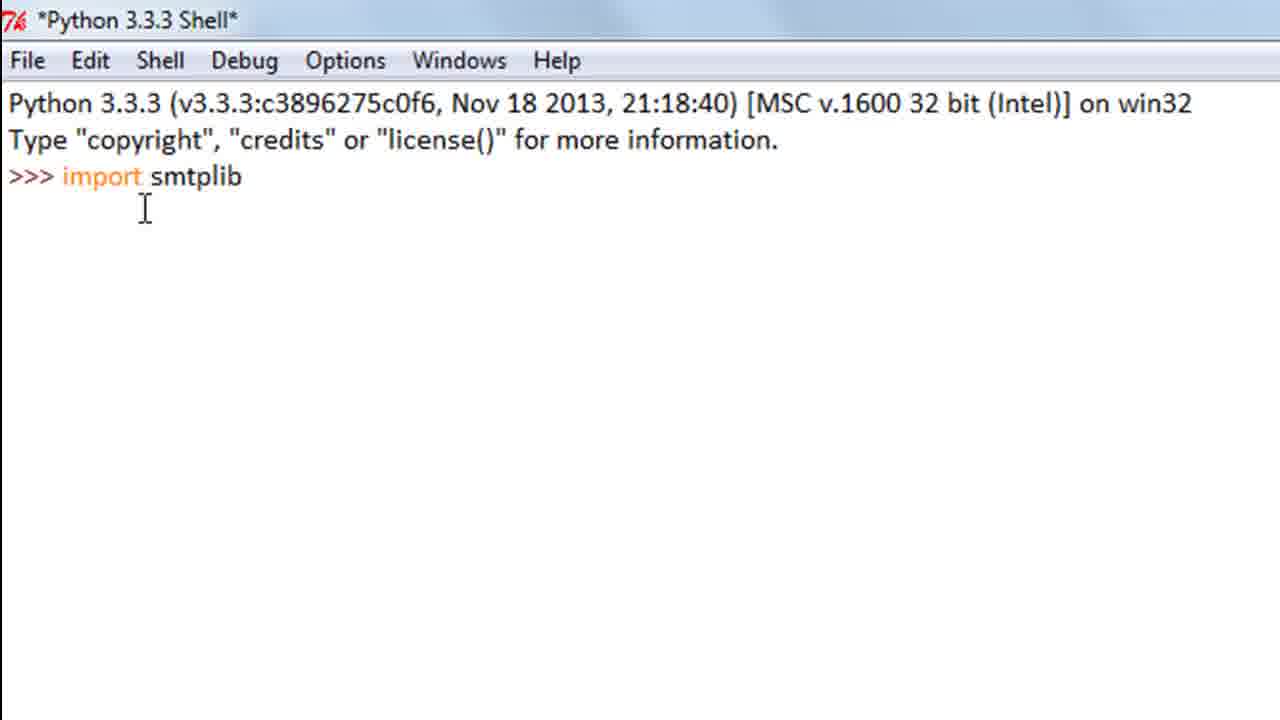 *Python 3.3.3 Shell*
File Edit Shell Debug Options Windows Help
Python 3.3.3 (v3.3.3:c3896275c0f6, Nov 18 2013, 21:18:40) [MSC v.1600 32 bit (Intel)] on win32
Type "copyright", "credits" or "license()" for more information.
>>> import smtplib